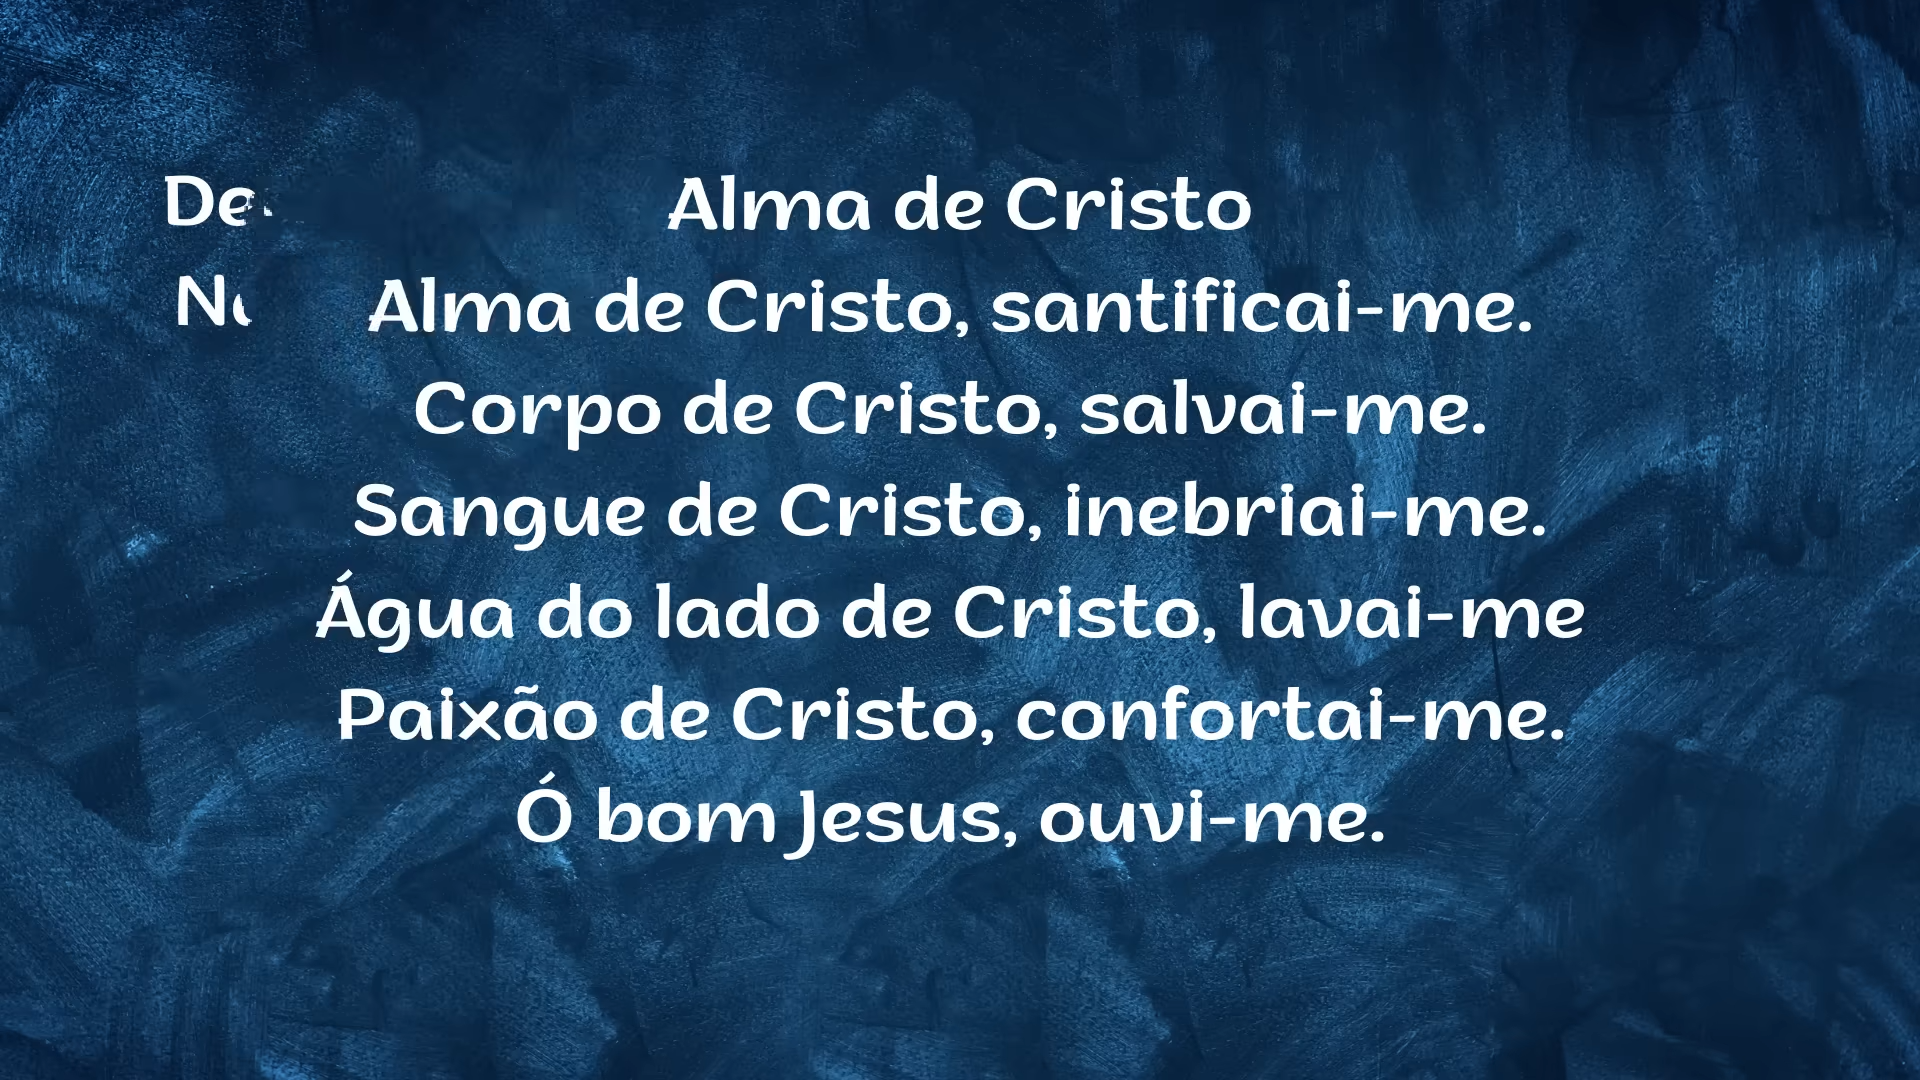 Alma de Cristo
Alma de Cristo, santificai-me.
Corpo de Cristo, salvai-me.
Sangue de Cristo, inebriai-me.
Água do lado de Cristo, lavai-me
Paixão de Cristo, confortai-me.
Ó bom Jesus, ouvi-me.